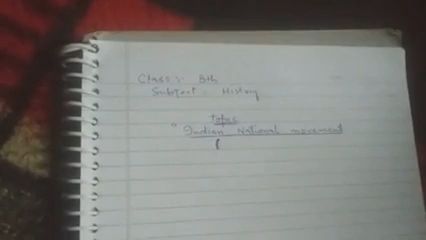 Class :- 8th
Subject : History
topic
" Indian National movement